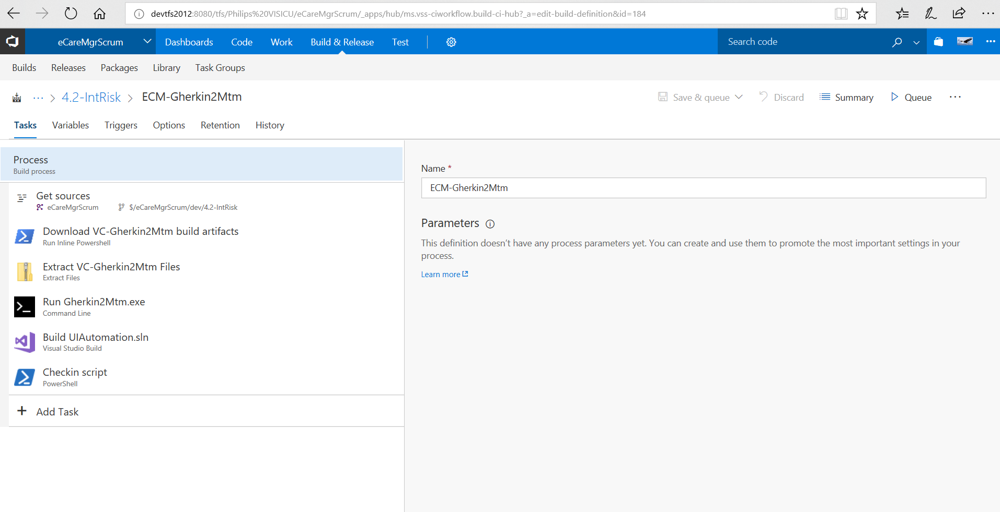 devtfs2012:8080/tfs/Philips%20VISICU/eCareMgrScrum/_apps/hub/ms.vss-ciworkflow.build-ci-hub?_a=edit-build-definition&id=184
eCareMgrScrum Dashboards Code Work Build & Release Test Search code
Builds Releases Packages Library Task Groups
··· > 4.2-IntRisk > ECM-Gherkin2Mtm Save & queue Discard Summary Queue ···
Tasks Variables Triggers Options Retention History
Process
Build process
Name *
ECM-Gherkin2Mtm
Get sources
eCareMgrScrum $/eCareMgrScrum/dev/4.2-IntRisk
Download VC-Gherkin2Mtm build artifacts
Run Inline Powershell
Extract VC-Gherkin2Mtm Files
Extract Files
Run Gherkin2Mtm.exe
Command Line
Build UIAutomation.sln
Visual Studio Build
Checkin script
PowerShell
+ Add Task
Parameters
This definition doesn't have any process parameters yet. You can create and use them to promote the most important settings in your
process.
Learn more